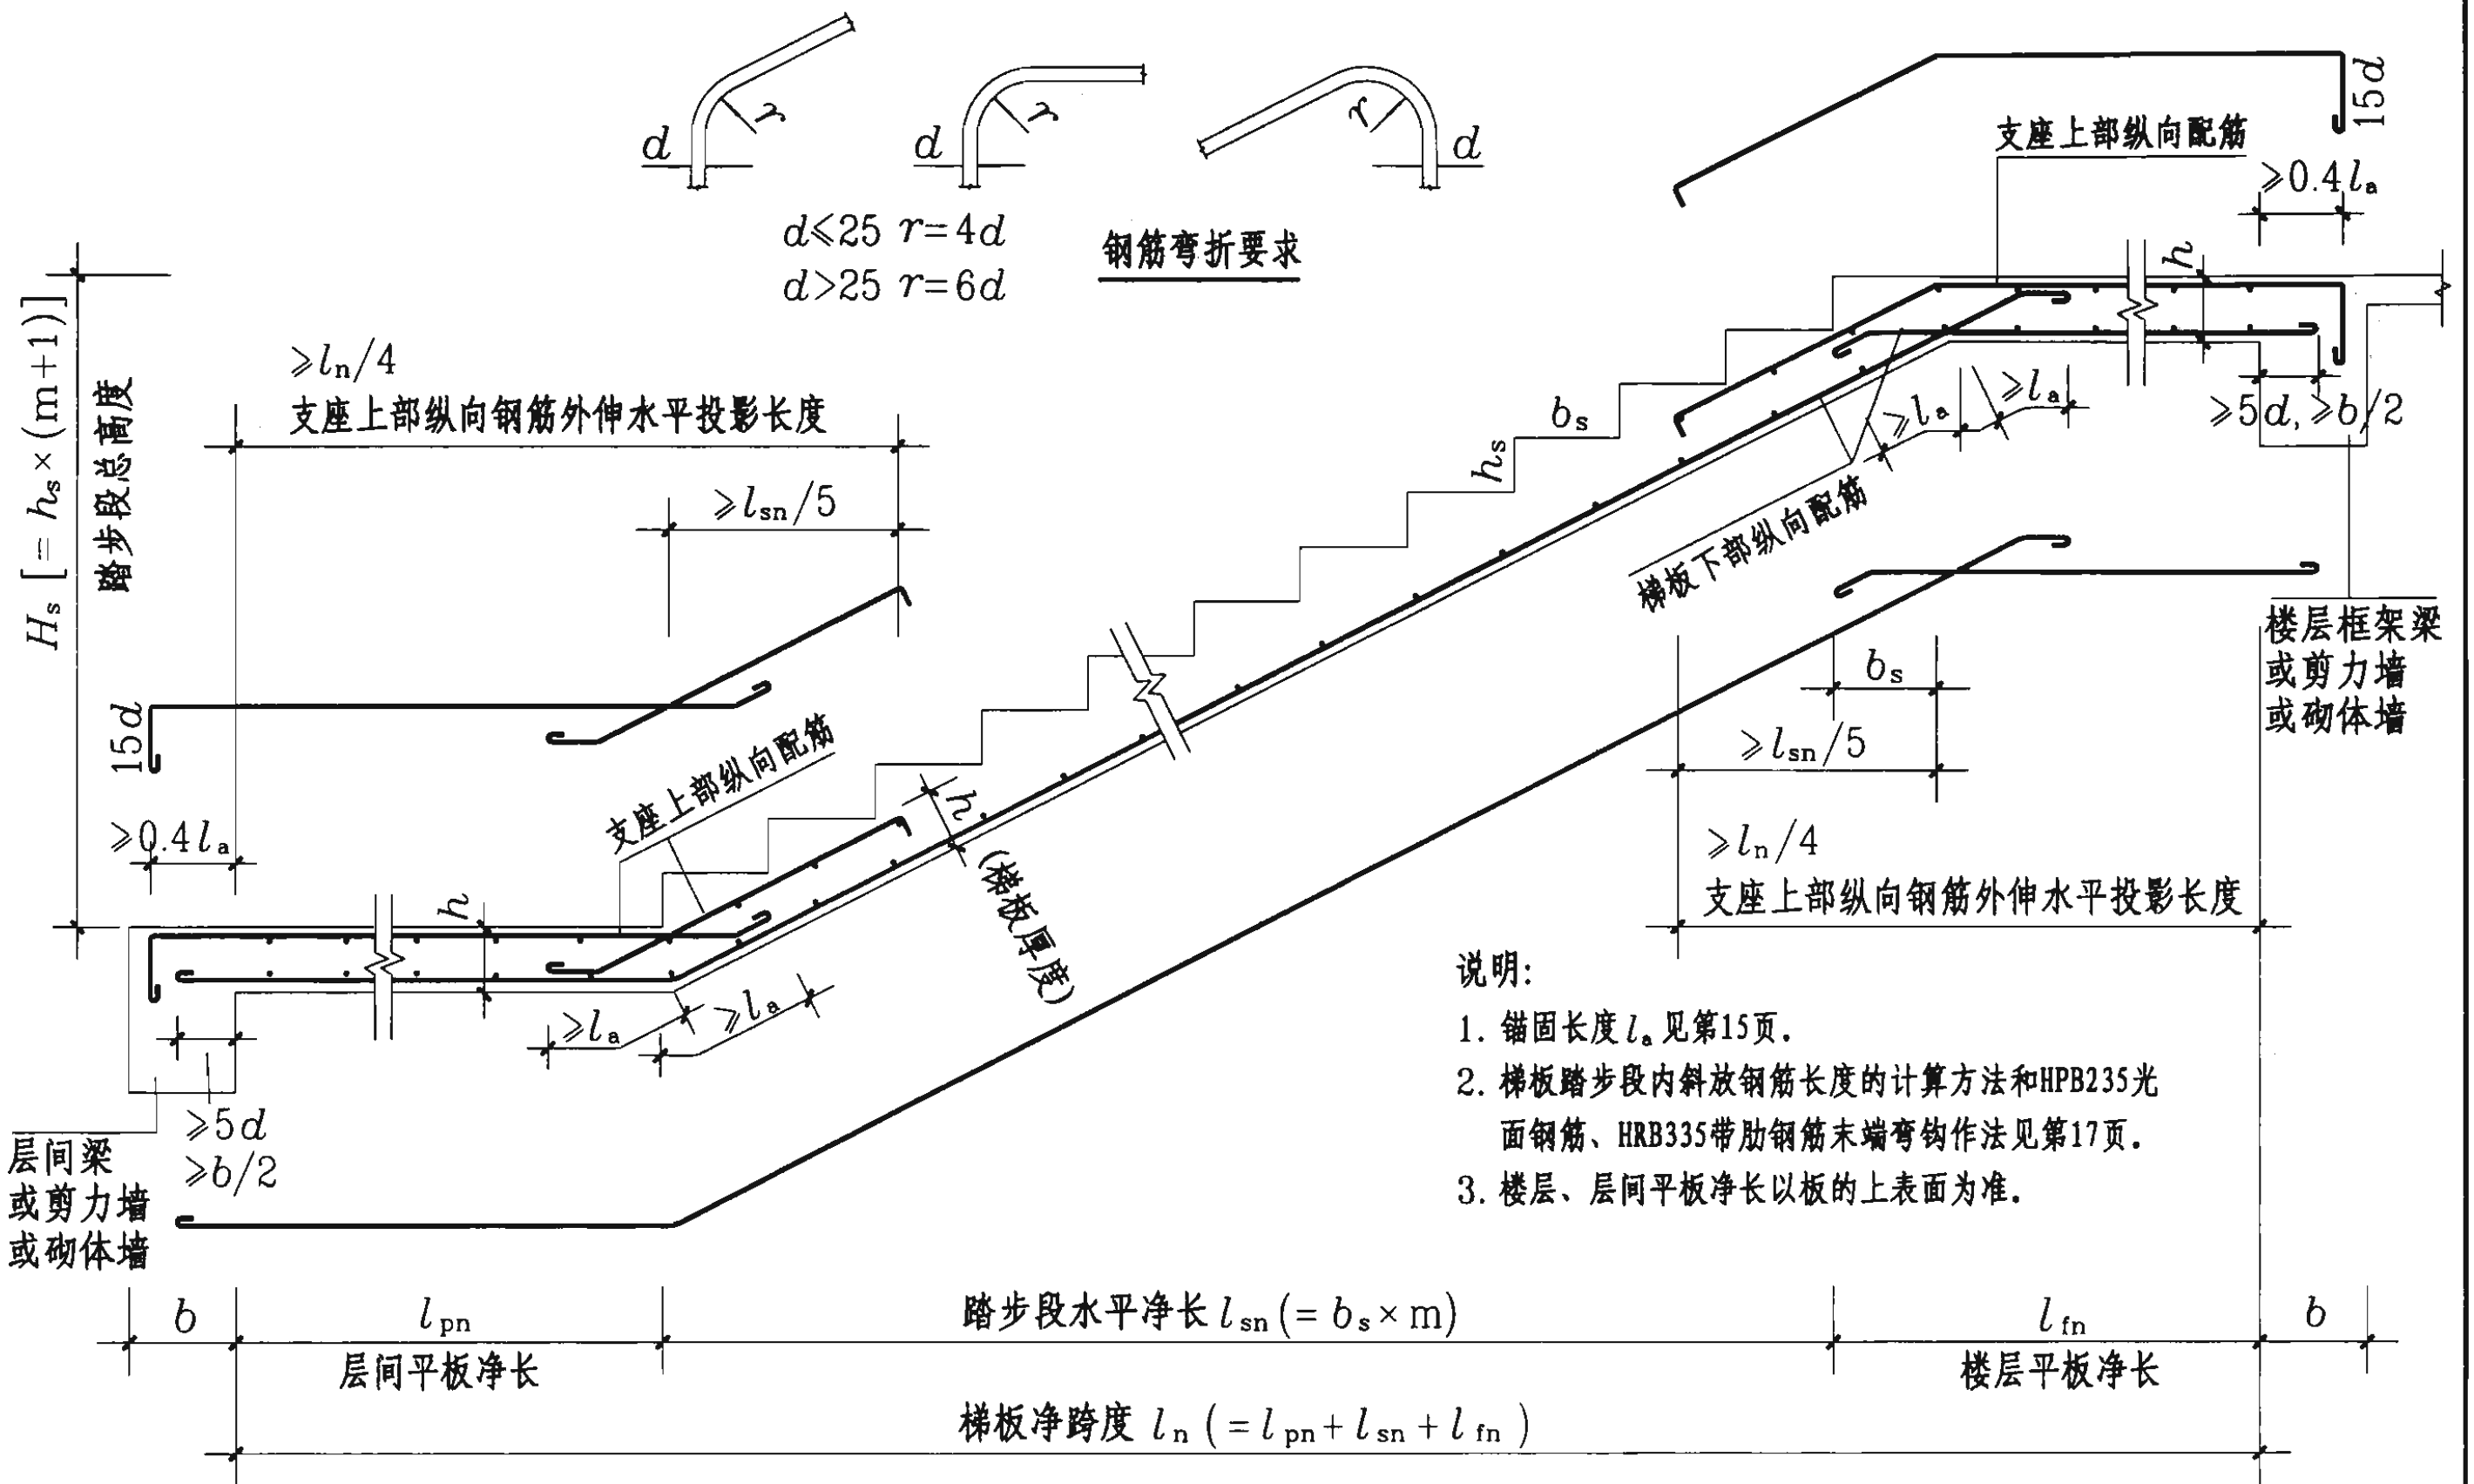 d
r
d
r
r
d
d≤25 r=4d
d>25 r=6d
钢筋弯折要求
15d
支座上部纵向配筋
≥0.4lₐ
h
Hₛ [= hₛ×(m+1)]
踏步段总高度
≥lₙ/4
支座上部纵向钢筋外伸水平投影长度
≥lₛₙ/5
bₛ
hₛ
≥lₐ
≥lₐ
≥5d, ≥b/2
梯板下部纵向配筋
楼层框架梁
或剪力墙
或砌体墙
bₛ
≥lₛₙ/5
≥lₙ/4
支座上部纵向钢筋外伸水平投影长度
15d
支座上部纵向配筋
≥0.4lₐ
h
h
(梯板厚度)
≥lₐ
≥lₐ
≥5d
≥b/2
层间梁
或剪力墙
或砌体墙
说明:
1. 锚固长度lₐ见第15页.
2. 梯板踏步段内斜放钢筋长度的计算方法和HPB235光
面钢筋、HRB335带肋钢筋末端弯钩作法见第17页.
3. 楼层、层间平板净长以板的上表面为准.
b
l_pn
层间平板净长
踏步段水平净长 lₛₙ (= bₛ×m)
l_fn
楼层平板净长
b
梯板净跨度 lₙ (= l_pn + lₛₙ + l_fn)